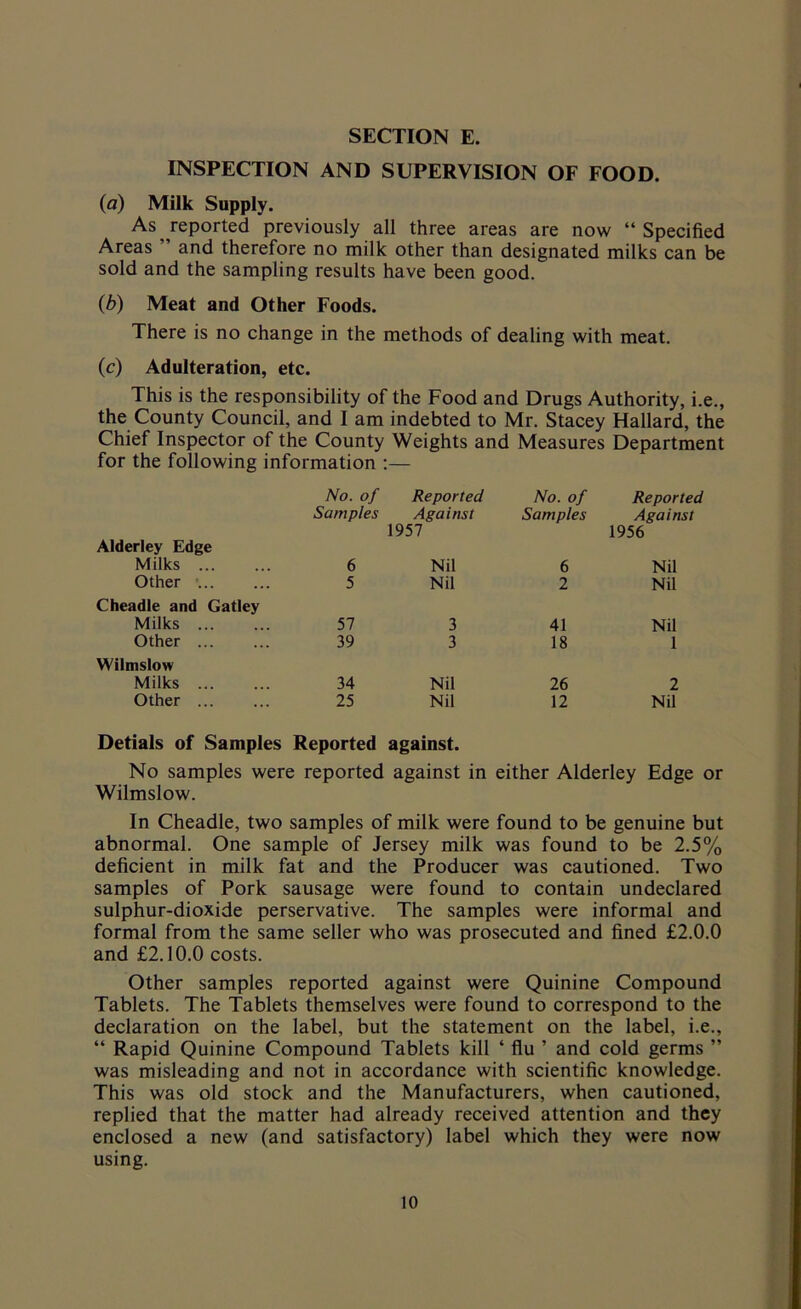 SECTION E.
INSPECTION AND SUPERVISION OF FOOD.
(a) Milk Supply.
As reported previously all three areas are now “ Specified
Areas ” and therefore no milk other than designated milks can be
sold and the sampling results have been good.
(b) Meat and Other Foods.
There is no change in the methods of dealing with meat.
(c) Adulteration, etc.
This is the responsibility of the Food and Drugs Authority, i.e.,
the County Council, and I am indebted to Mr. Stacey Hallard, the
Chief Inspector of the County Weights and Measures Department
for the following information :—
No. of Reported No. of Reported
Samples Against Samples Against
1957 1956
Alderley Edge
Milks ... ... 6 Nil 6 Nil
Other ... ... 5 Nil 2 Nil
Cheadle and Gatley
Milks ... ... 57 3 41 Nil
Other ... ... 39 3 18 1
Wilmslow
Milks ... ... 34 Nil 26 2
Other ... ... 25 Nil 12 Nil
Detials of Samples Reported against.
No samples were reported against in either Alderley Edge or
Wilmslow.
In Cheadle, two samples of milk were found to be genuine but
abnormal. One sample of Jersey milk was found to be 2.5%
deficient in milk fat and the Producer was cautioned. Two
samples of Pork sausage were found to contain undeclared
sulphur-dioxide perservative. The samples were informal and
formal from the same seller who was prosecuted and fined £2.0.0
and £2.10.0 costs.
Other samples reported against were Quinine Compound
Tablets. The Tablets themselves were found to correspond to the
declaration on the label, but the statement on the label, i.e.,
“ Rapid Quinine Compound Tablets kill ‘ flu ’ and cold germs ”
was misleading and not in accordance with scientific knowledge.
This was old stock and the Manufacturers, when cautioned,
replied that the matter had already received attention and they
enclosed a new (and satisfactory) label which they were now
using.
10